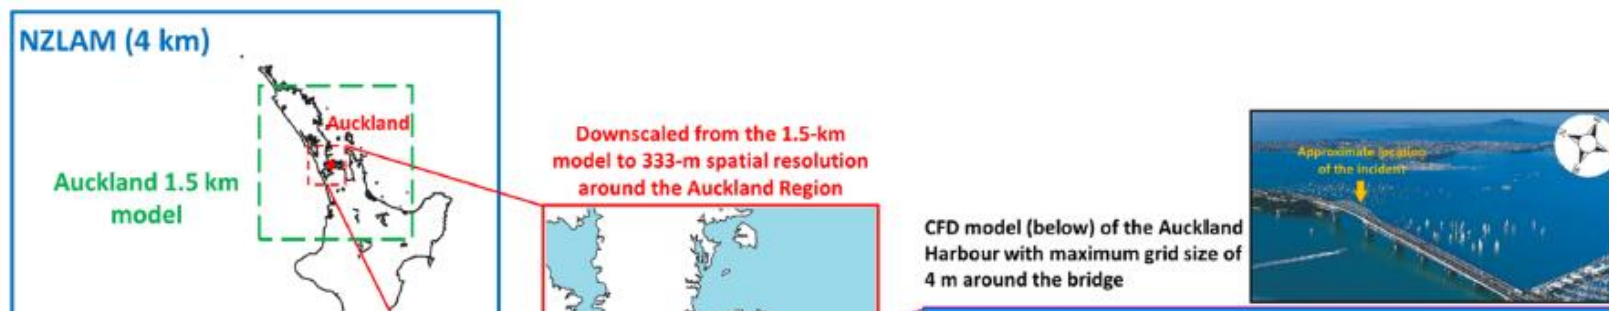 NZLAM (4 km)
Auckland
Auckland 1.5 km
model
Downscaled from the 1.5-km
model to 333-m spatial resolution
around the Auckland Region
CFD model (below) of the Auckland
Harbour with maximum grid size of
4 m around the bridge
Approximate location
of the incident